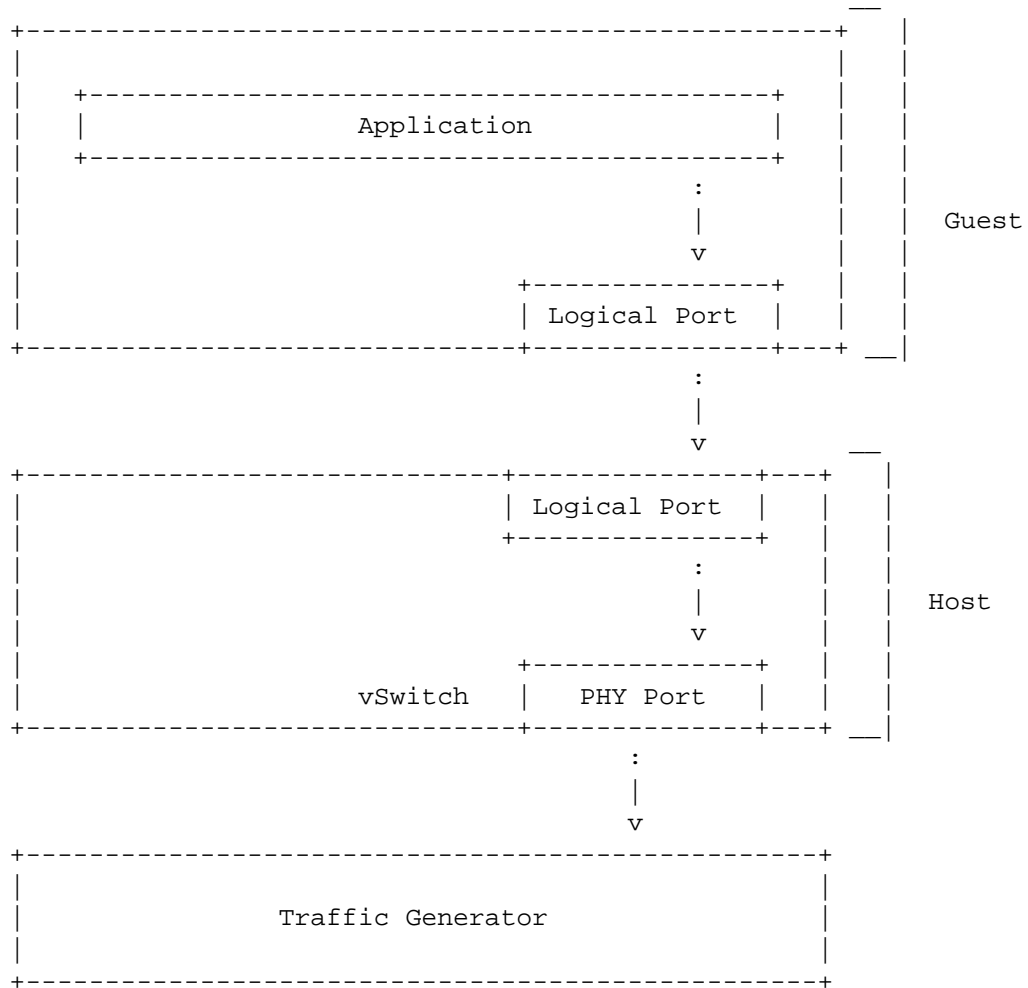 Application
Guest
Logical Port
Logical Port
Host
vSwitch PHY Port
Traffic Generator